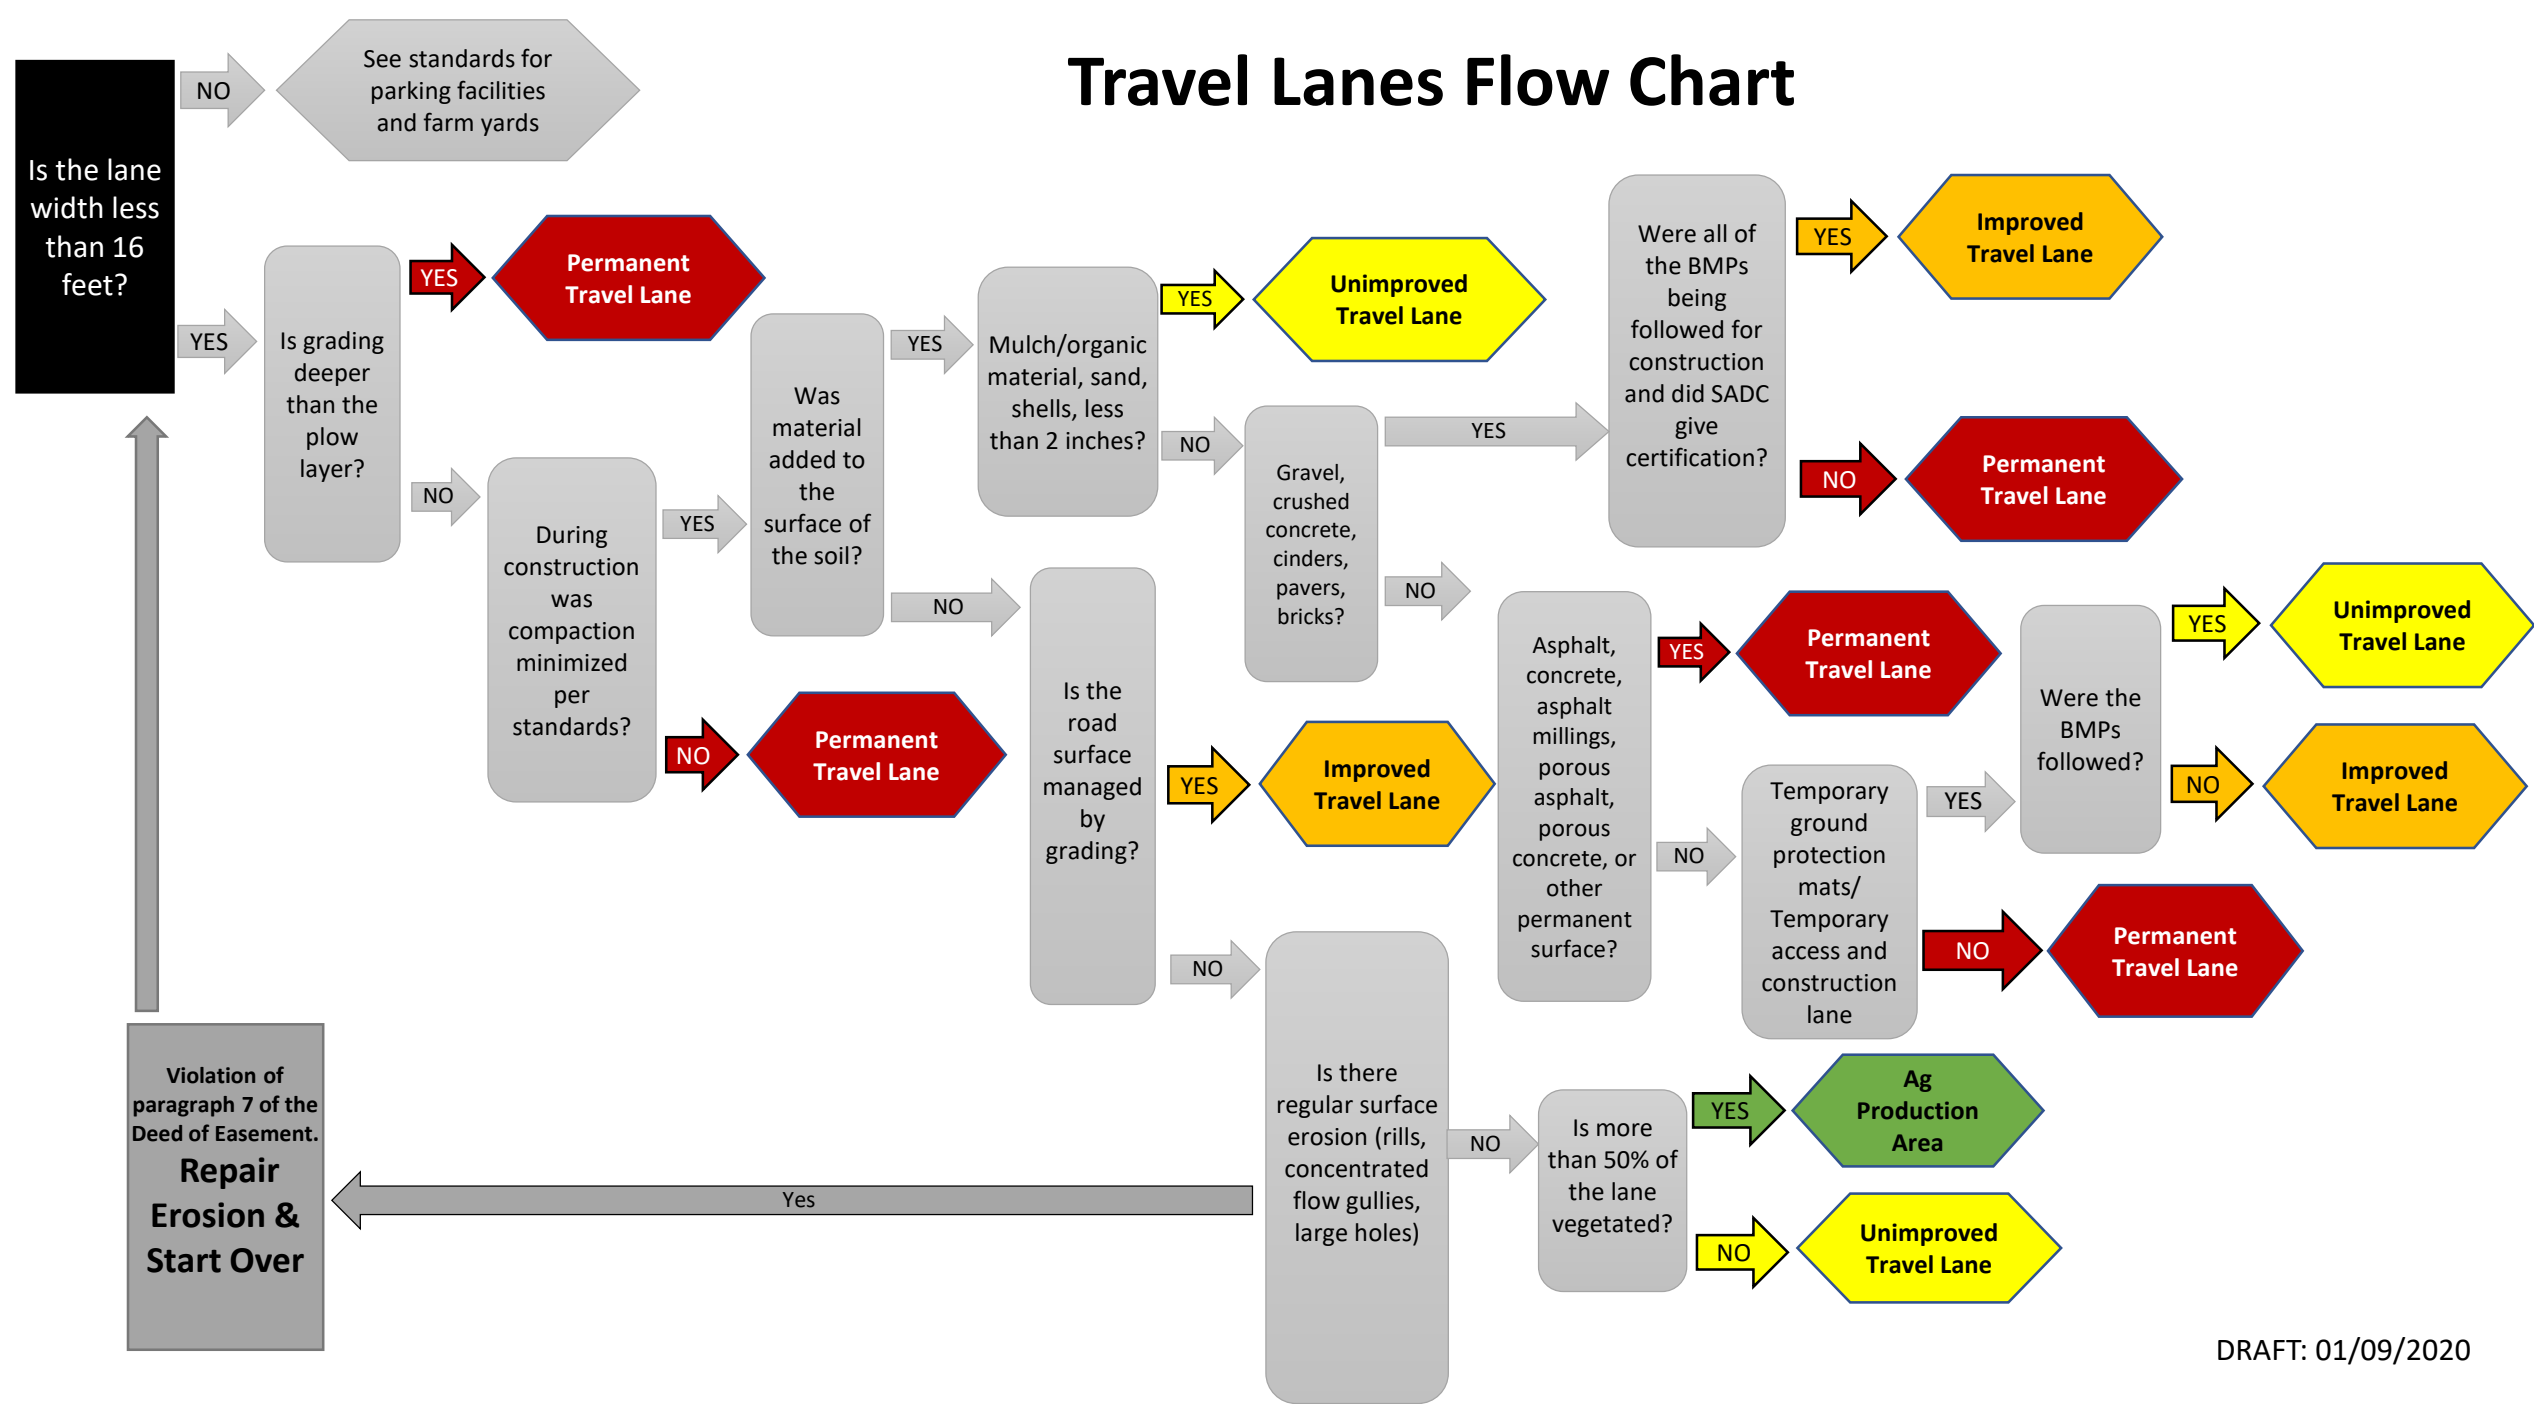 Travel Lanes Flow Chart
Is the lane
width less
than 16
feet?
NO
See standards for
parking facilities
and farm yards
YES
Is grading
deeper
than the
plow
layer?
YES
Permanent
Travel Lane
NO
During
construction
was
compaction
minimized
per
standards?
YES
NO
Permanent
Travel Lane
Was
material
added to
the
surface of
the soil?
YES
NO
Mulch/organic
material, sand,
shells, less
than 2 inches?
YES
Unimproved
Travel Lane
NO
Gravel,
crushed
concrete,
cinders,
pavers,
bricks?
YES
Were all of
the BMPs
being
followed for
construction
and did SADC
give
certification?
YES
Improved
Travel Lane
NO
Permanent
Travel Lane
NO
Asphalt,
concrete,
asphalt
millings,
porous
asphalt,
porous
concrete, or
other
permanent
surface?
YES
Permanent
Travel Lane
NO
Temporary
ground
protection
mats/
Temporary
access and
construction
lane
YES
Were the
BMPs
followed?
YES
Unimproved
Travel Lane
NO
Improved
Travel Lane
NO
Permanent
Travel Lane
Is the
road
surface
managed
by
grading?
YES
Improved
Travel Lane
NO
Is there
regular surface
erosion (rills,
concentrated
flow gullies,
large holes)
NO
Is more
than 50% of
the lane
vegetated?
YES
Ag
Production
Area
NO
Unimproved
Travel Lane
Yes
Violation of
paragraph 7 of the
Deed of Easement.
Repair
Erosion &
Start Over
DRAFT: 01/09/2020